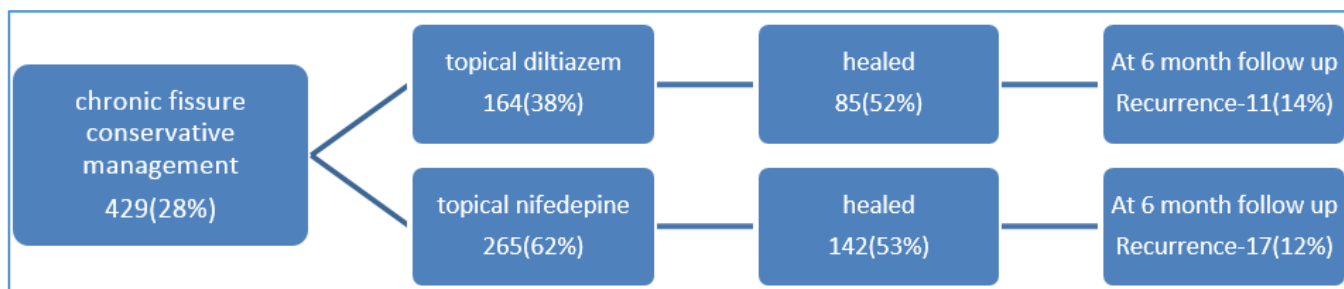 chronic fissure
conservative
management
429(28%)
topical diltiazem
164(38%)
healed
85(52%)
At 6 month follow up
Recurrence-11(14%)
topical nifedepine
265(62%)
healed
142(53%)
At 6 month follow up
Recurrence-17(12%)